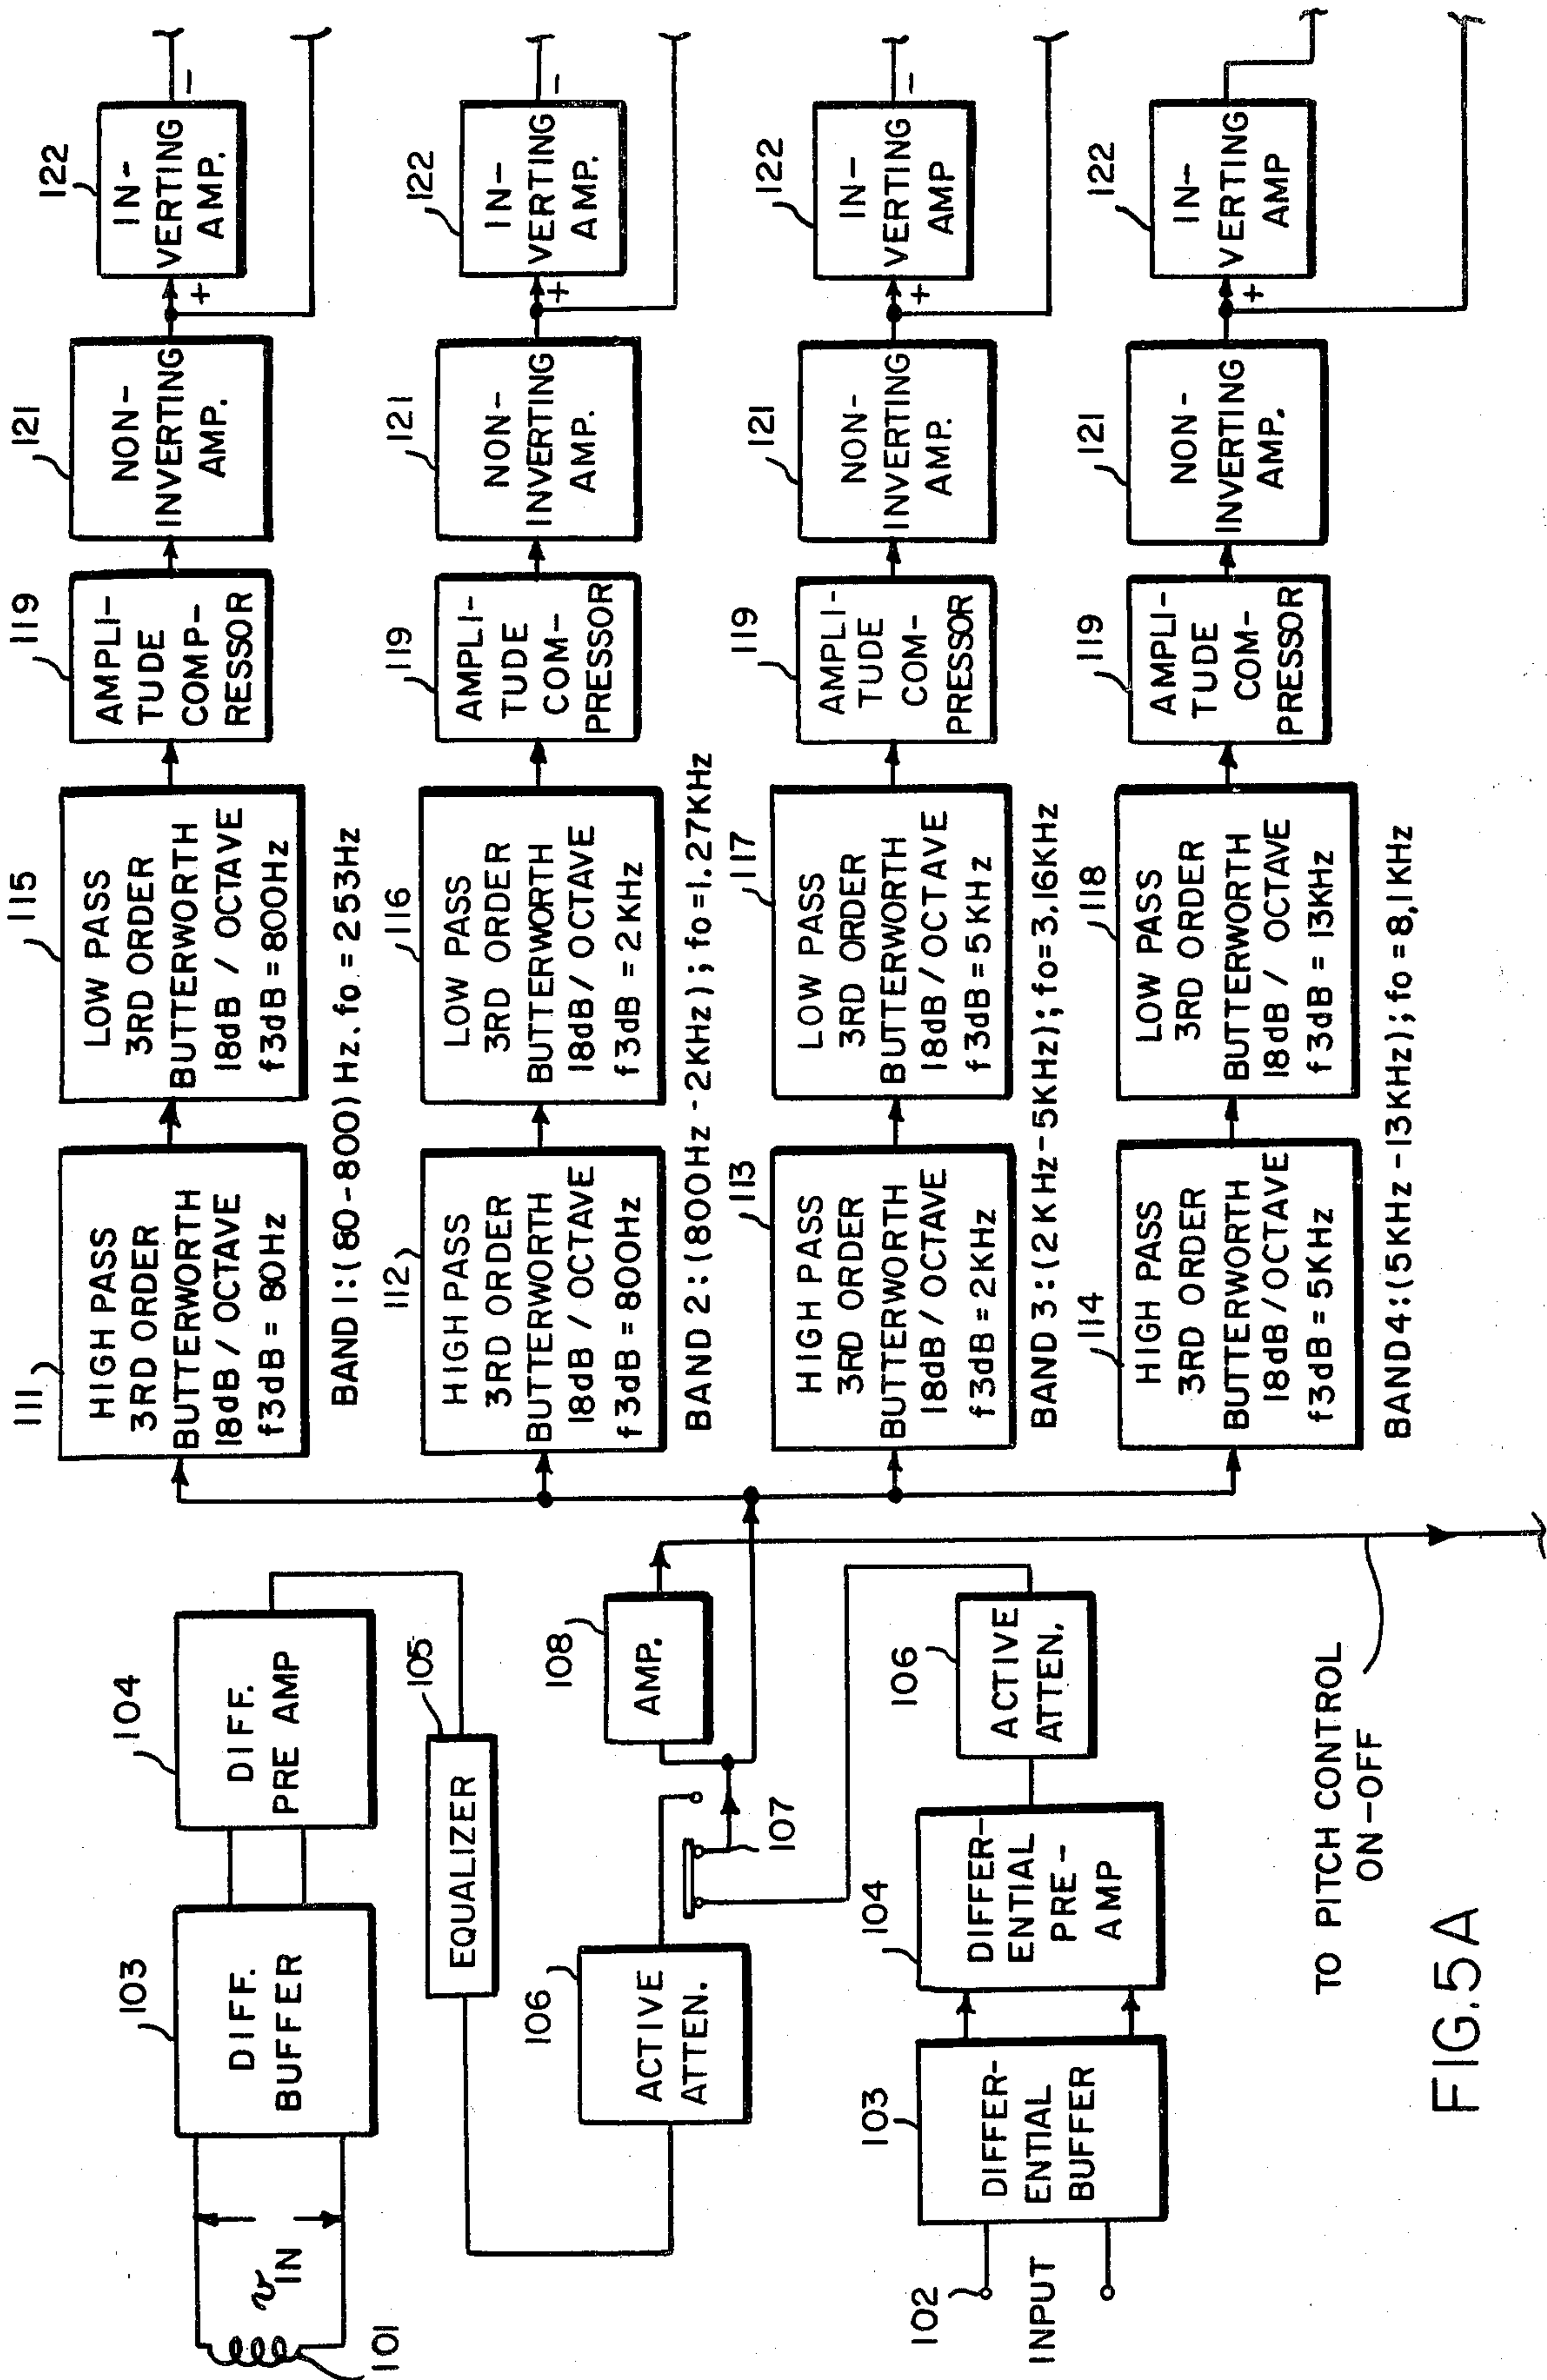 101
υIN
103
DIFF.
BUFFER
104
DIFF.
PRE AMP
105
EQUALIZER
106
ACTIVE
ATTEN.
107
108
AMP.
102
INPUT
103
DIFFER-
ENTIAL
BUFFER
104
DIFFER-
ENTIAL
PRE-
AMP
106
ACTIVE
ATTEN.
TO PITCH CONTROL
ON-OFF
111
HIGH PASS
3RD ORDER
BUTTERWORTH
18dB/OCTAVE
f3dB = 80Hz
115
LOW PASS
3RD ORDER
BUTTERWORTH
18dB / OCTAVE
f3dB = 800Hz
119
AMPLI-
TUDE
COMP-
RESSOR
121
NON-
INVERTING
AMP.
+
122
IN-
VERTING
AMP.
-
BAND 1:(80-800)Hz.fo = 253Hz
112
HIGH PASS
3RD ORDER
BUTTERWORTH
18dB / OCTAVE
f3dB = 800Hz
116
LOW PASS
3RD ORDER
BUTTERWORTH
18dB/ OCTAVE
f3dB = 2KHz
119
AMPLI-
TUDE
COM-
PRESSOR
121
NON-
INVERTING
AMP.
+
122
IN-
VERTING
AMP.
-
BAND 2:(800Hz-2KHz); fo=1.27KHz
113
HIGH PASS
3RD ORDER
BUTTERWORTH
18dB / OCTAVE
f3dB=2KHz
117
LOW PASS
3RD ORDER
BUTTERWORTH
18dB/OCTAVE
f3dB=5KHz
119
AMPLI-
TUDE
COM-
PRESSOR
121
NON-
INVERTING
AMP.
+
122
IN-
VERTING
AMP
-
BAND 3:(2KHz-5KHz); fo=3.16KHz
114
HIGH PASS
3RD ORDER
BUTTERWORTH
18dB/OCTAVE
f3dB=5KHz
118
LOW PASS
3RD ORDER
BUTTERWORTH
18dB / OCTAVE
f3dB = 13KHz
119
AMPLI-
TUDE
COM-
PRESSOR
121
NON-
INVERTING
AMP.
+
122
IN-
VERTING
AMP
BAND4:(5KHz-13KHz); fo = 8,1KHz
FIG.5A